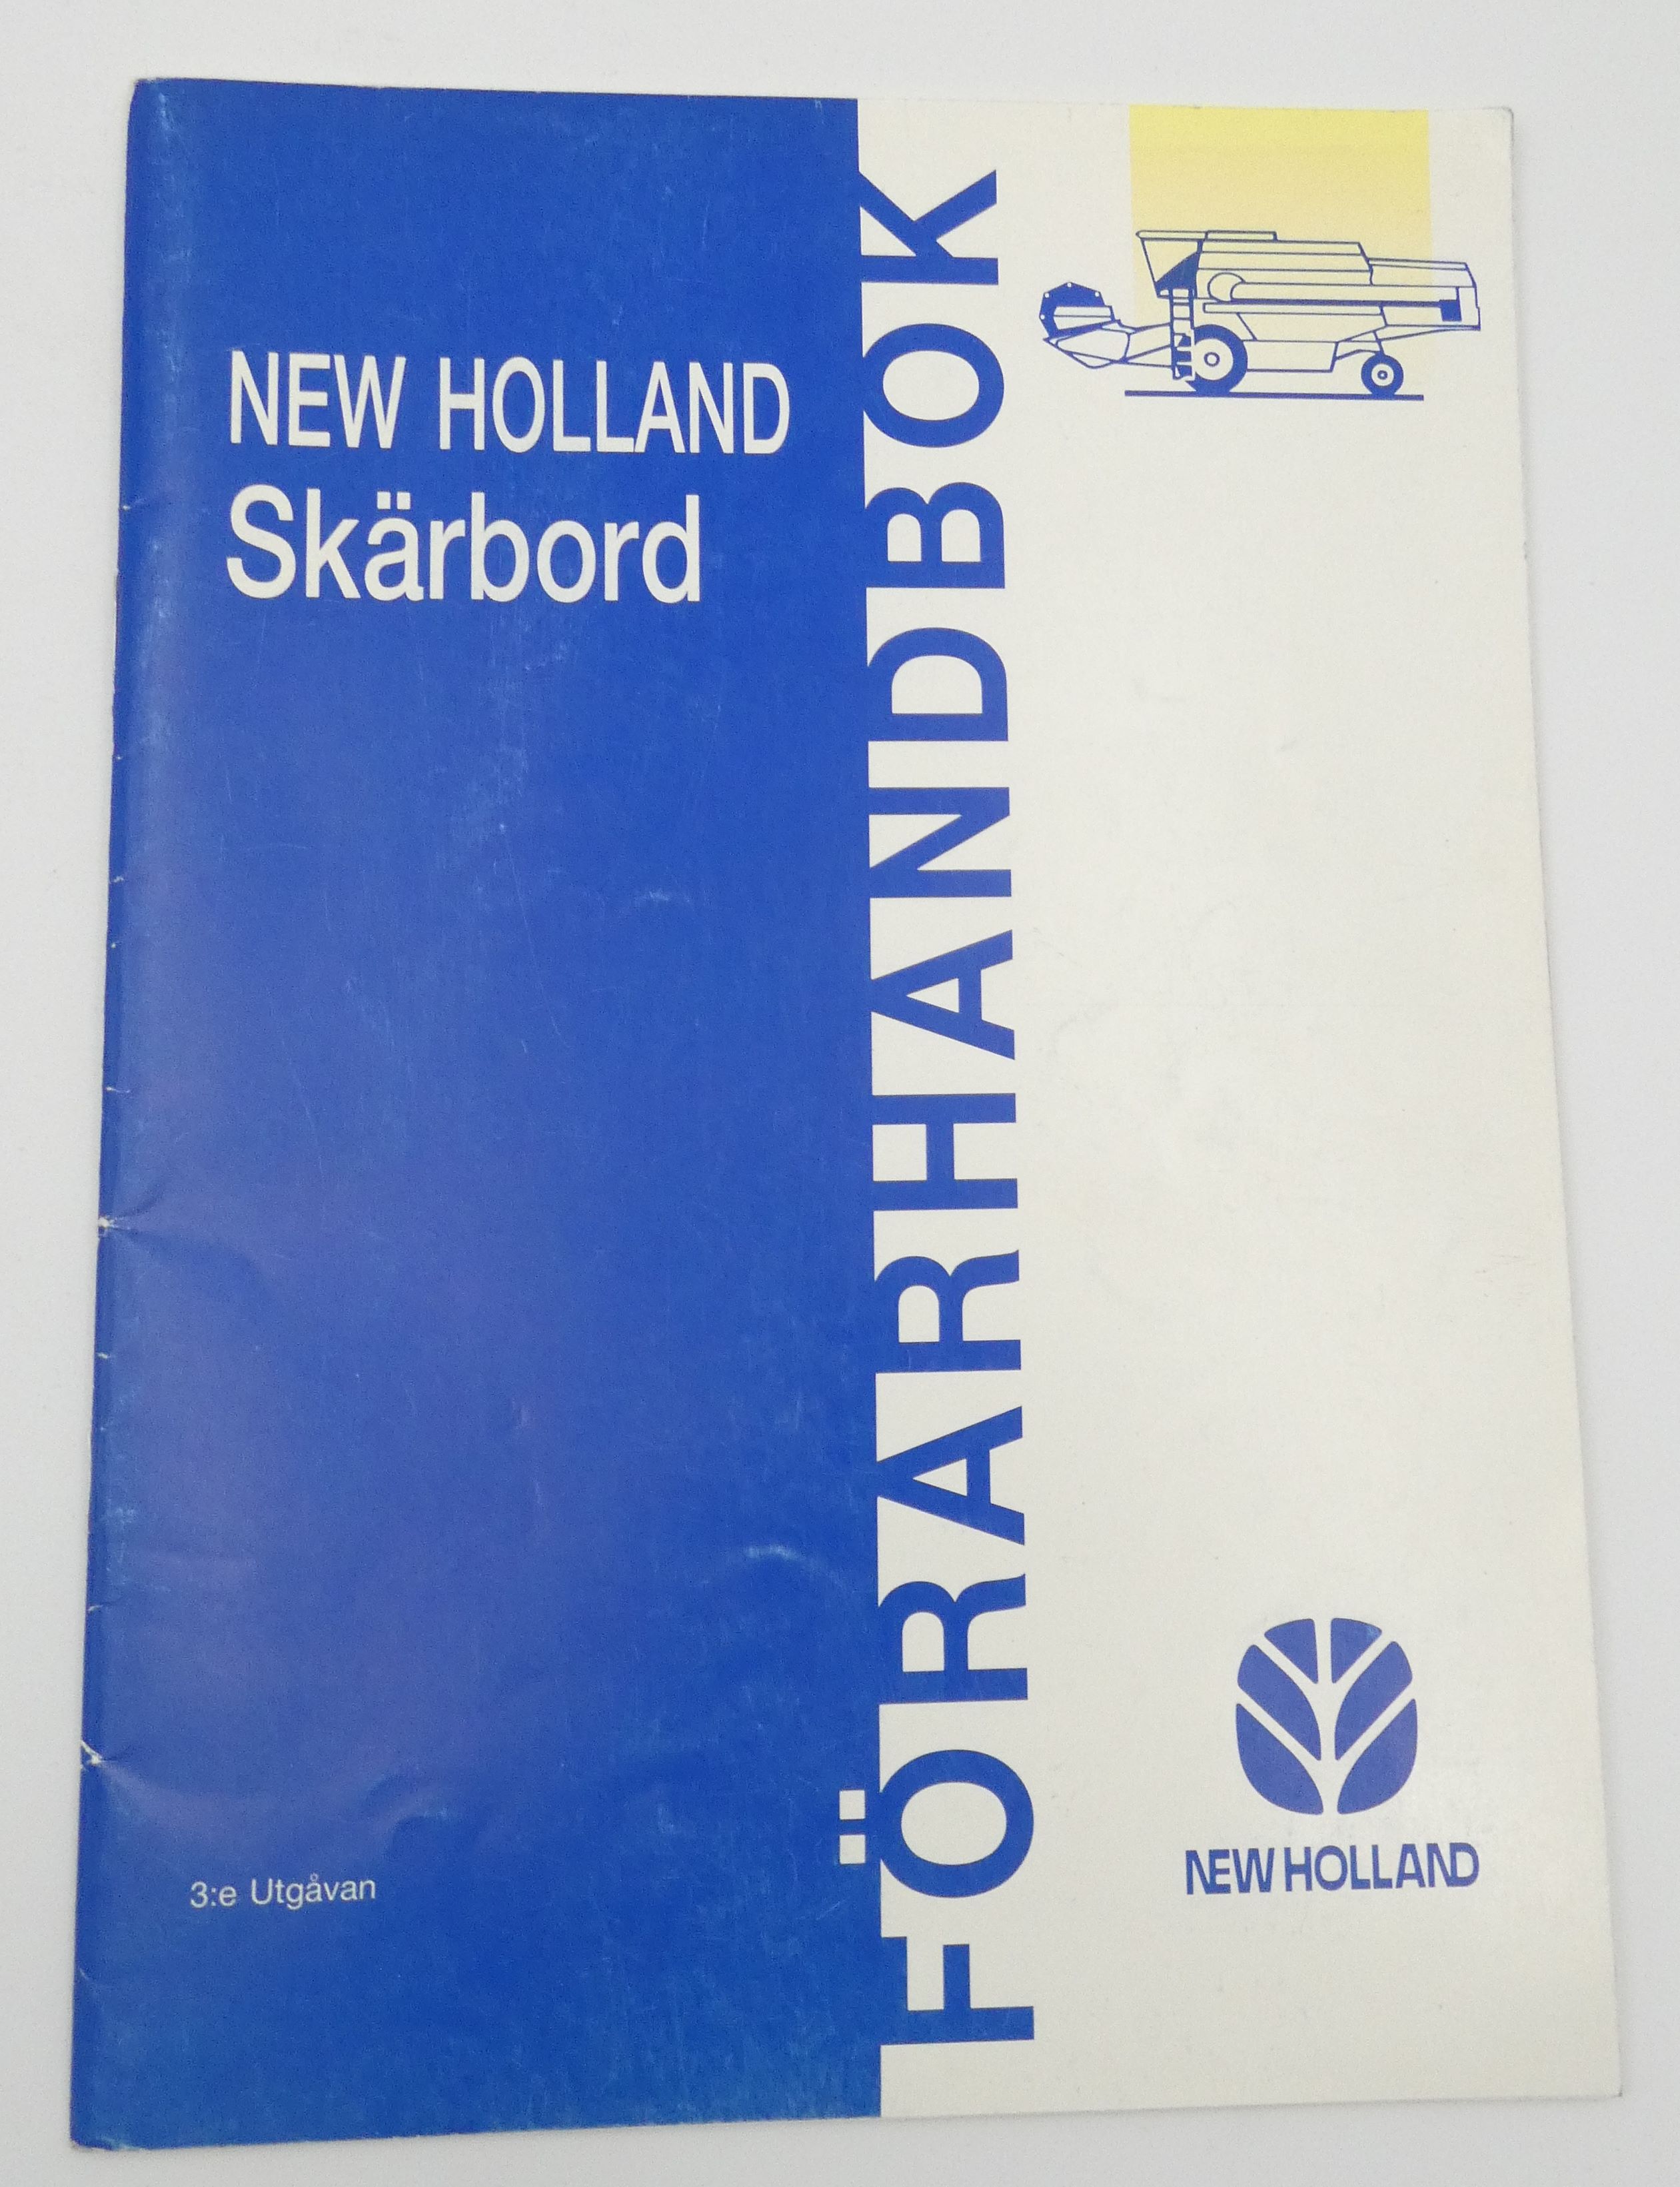 NEW HOLLAND
Skärbord
FÖRARHANDBOK
3:e Utgåvan
NEW HOLLAND